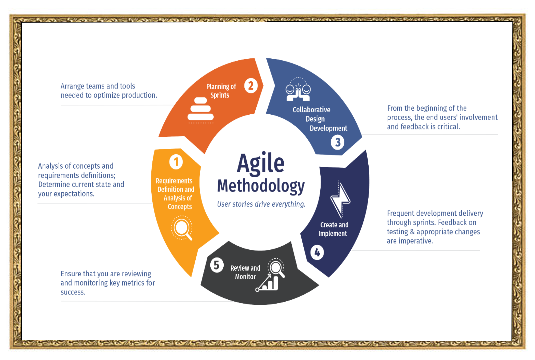 Agile
Methodology
User stories drive everything.
1
Requirements
Definition and
Analysis of
Concepts
Analysis of concepts and
requirements definitions;
Determine current state and
your expectations.
2
Planning of
Sprints
Arrange teams and tools
needed to optimize production.
Collaborative
Design
Development
3
From the beginning of the
process, the end users' involvement
and feedback is critical.
Create and
Implement
4
Frequent development delivery
through sprints. Feedback on
testing & appropriate changes
are imperative.
5
Review and
Monitor
Ensure that you are reviewing
and monitoring key metrics for
success.